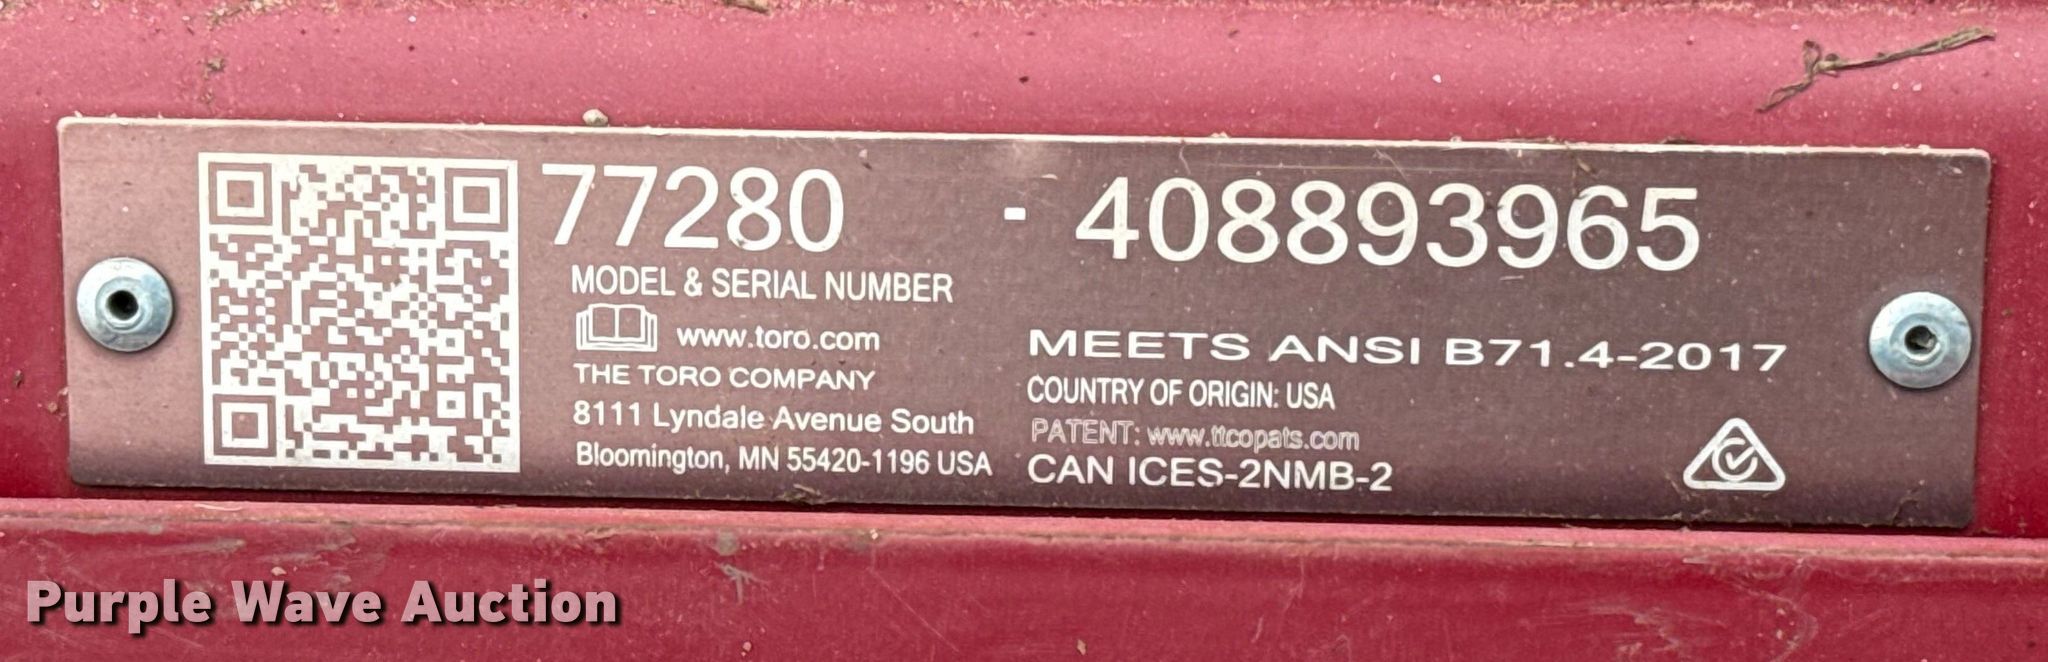 77280 - 408893965
MODEL & SERIAL NUMBER
www.toro.com
THE TORO COMPANY
8111 Lyndale Avenue South
Bloomington, MN 55420-1196 USA
MEETS ANSI B71.4-2017
COUNTRY OF ORIGIN: USA
PATENT: www.ttcopats.com
CAN ICES-2NMB-2
Purple Wave Auction